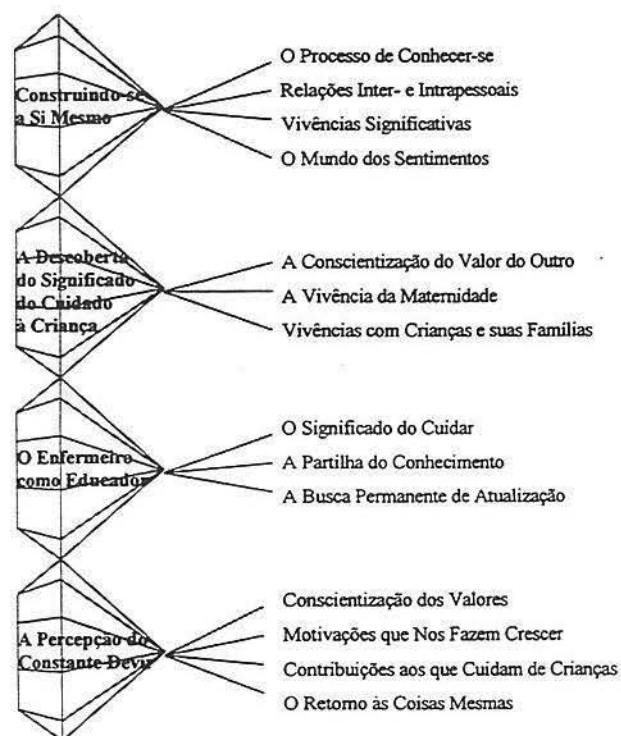 Construindo-se
a Si Mesmo
O Processo de Conhecer-se
Relações Inter- e Intrapessoais
Vivências Significativas
O Mundo dos Sentimentos
A Descoberta
do Significado
do Cuidado
à Criança
A Conscientização do Valor do Outro
A Vivência da Maternidade
Vivências com Crianças e suas Famílias
O Enfermeiro
como Educador
O Significado do Cuidar
A Partilha do Conhecimento
A Busca Permanente de Atualização
A Percepção do
Constante Devir
Conscientização dos Valores
Motivações que Nos Fazem Crescer
Contribuições aos que Cuidam de Crianças
O Retorno às Coisas Mesmas